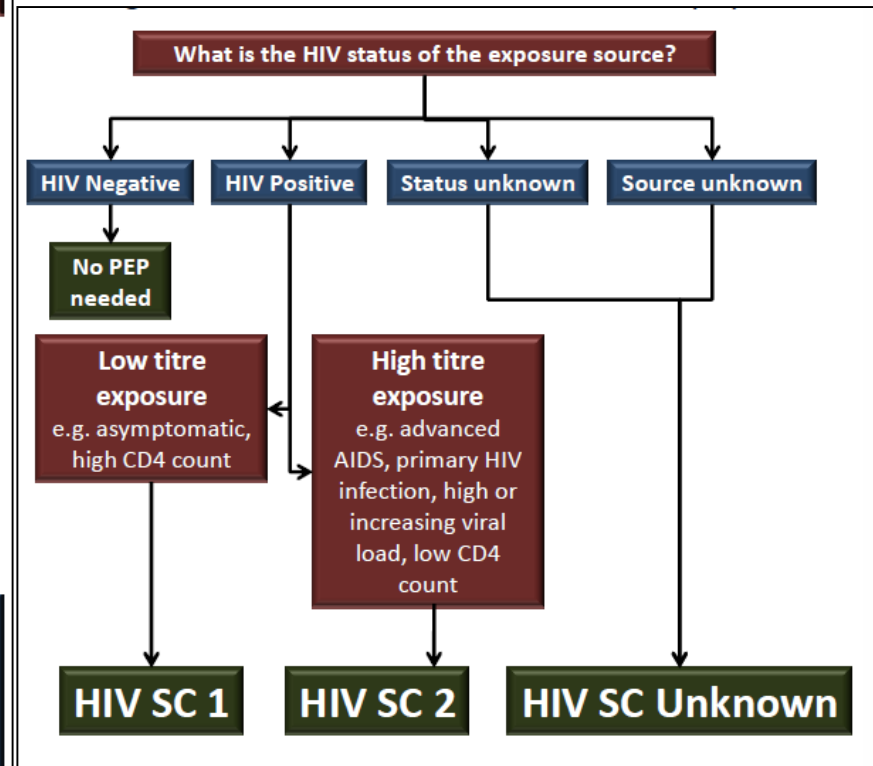 What is the HIV status of the exposure source?
HIV Negative
HIV Positive
Status unknown
Source unknown
No PEP
needed
Low titre
exposure
e.g. asymptomatic,
high CD4 count
High titre
exposure
e.g. advanced
AIDS, primary HIV
infection, high or
increasing viral
load, low CD4
count
HIV SC 1
HIV SC 2
HIV SC Unknown